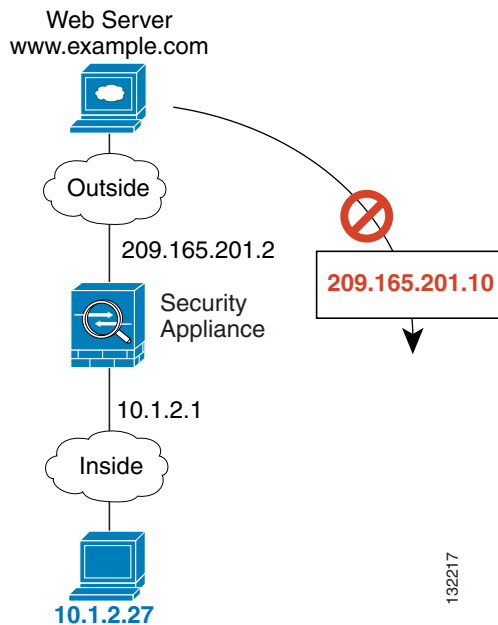 Web Server
www.example.com
Outside
209.165.201.2
209.165.201.10
Security
Appliance
10.1.2.1
Inside
10.1.2.27
132217